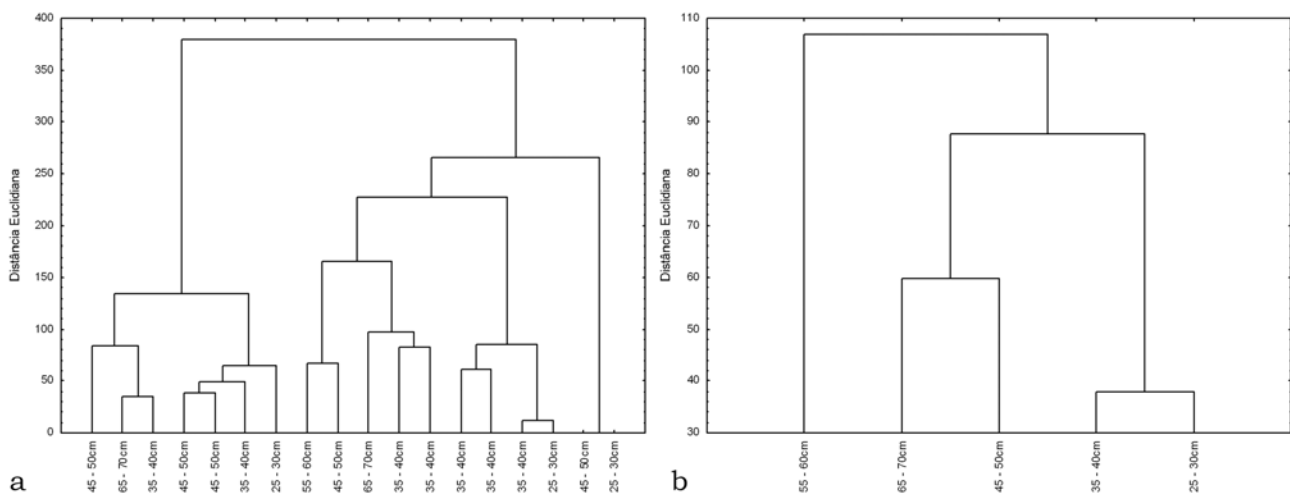 400
350
300
250
200
150
100
50
0
Distância Euclidiana
45 - 50cm
65 - 70cm
35 - 40cm
45 - 50cm
45 - 50cm
35 - 40cm
25 - 30cm
55 - 60cm
45 - 50cm
65 - 70cm
35 - 40cm
35 - 40cm
35 - 40cm
35 - 40cm
35 - 40cm
25 - 30cm
45 - 50cm
25 - 30cm
a
110
100
90
80
70
60
50
40
30
Distância Euclidiana
55 - 60cm
65 - 70cm
45 - 50cm
35 - 40cm
25 - 30cm
b